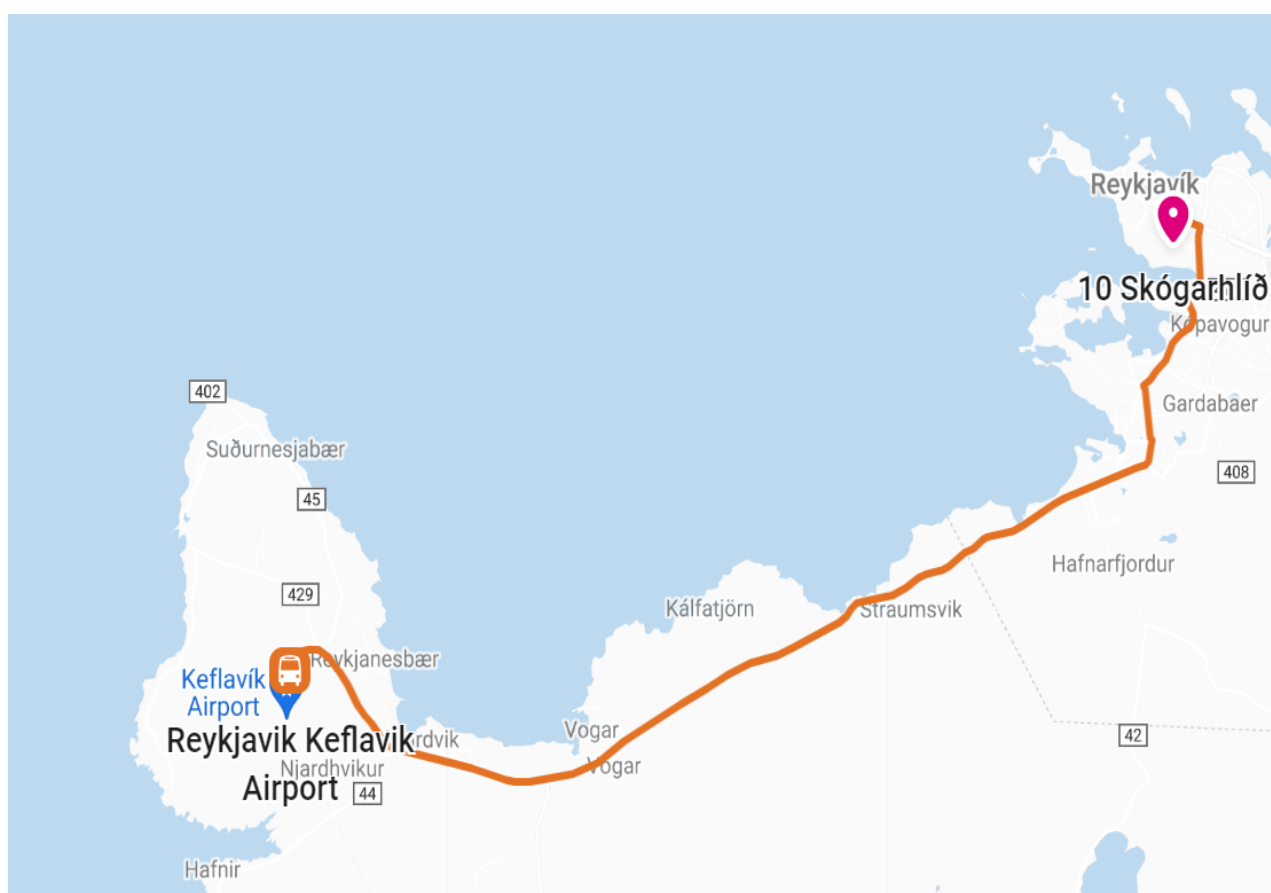 Reykjavík
10 Skógarhlíð
Kópavogur
Gardabaer
402
Suðurnesjabær
408
45
Hafnarfjordur
429
Kálfatjörn
Straumsvik
Reykjanesbær
Keflavík
Airport
Reykjavik Keflavik
Airport
Vogar
42
Njardhvikur
Vogar
44
Hafnir